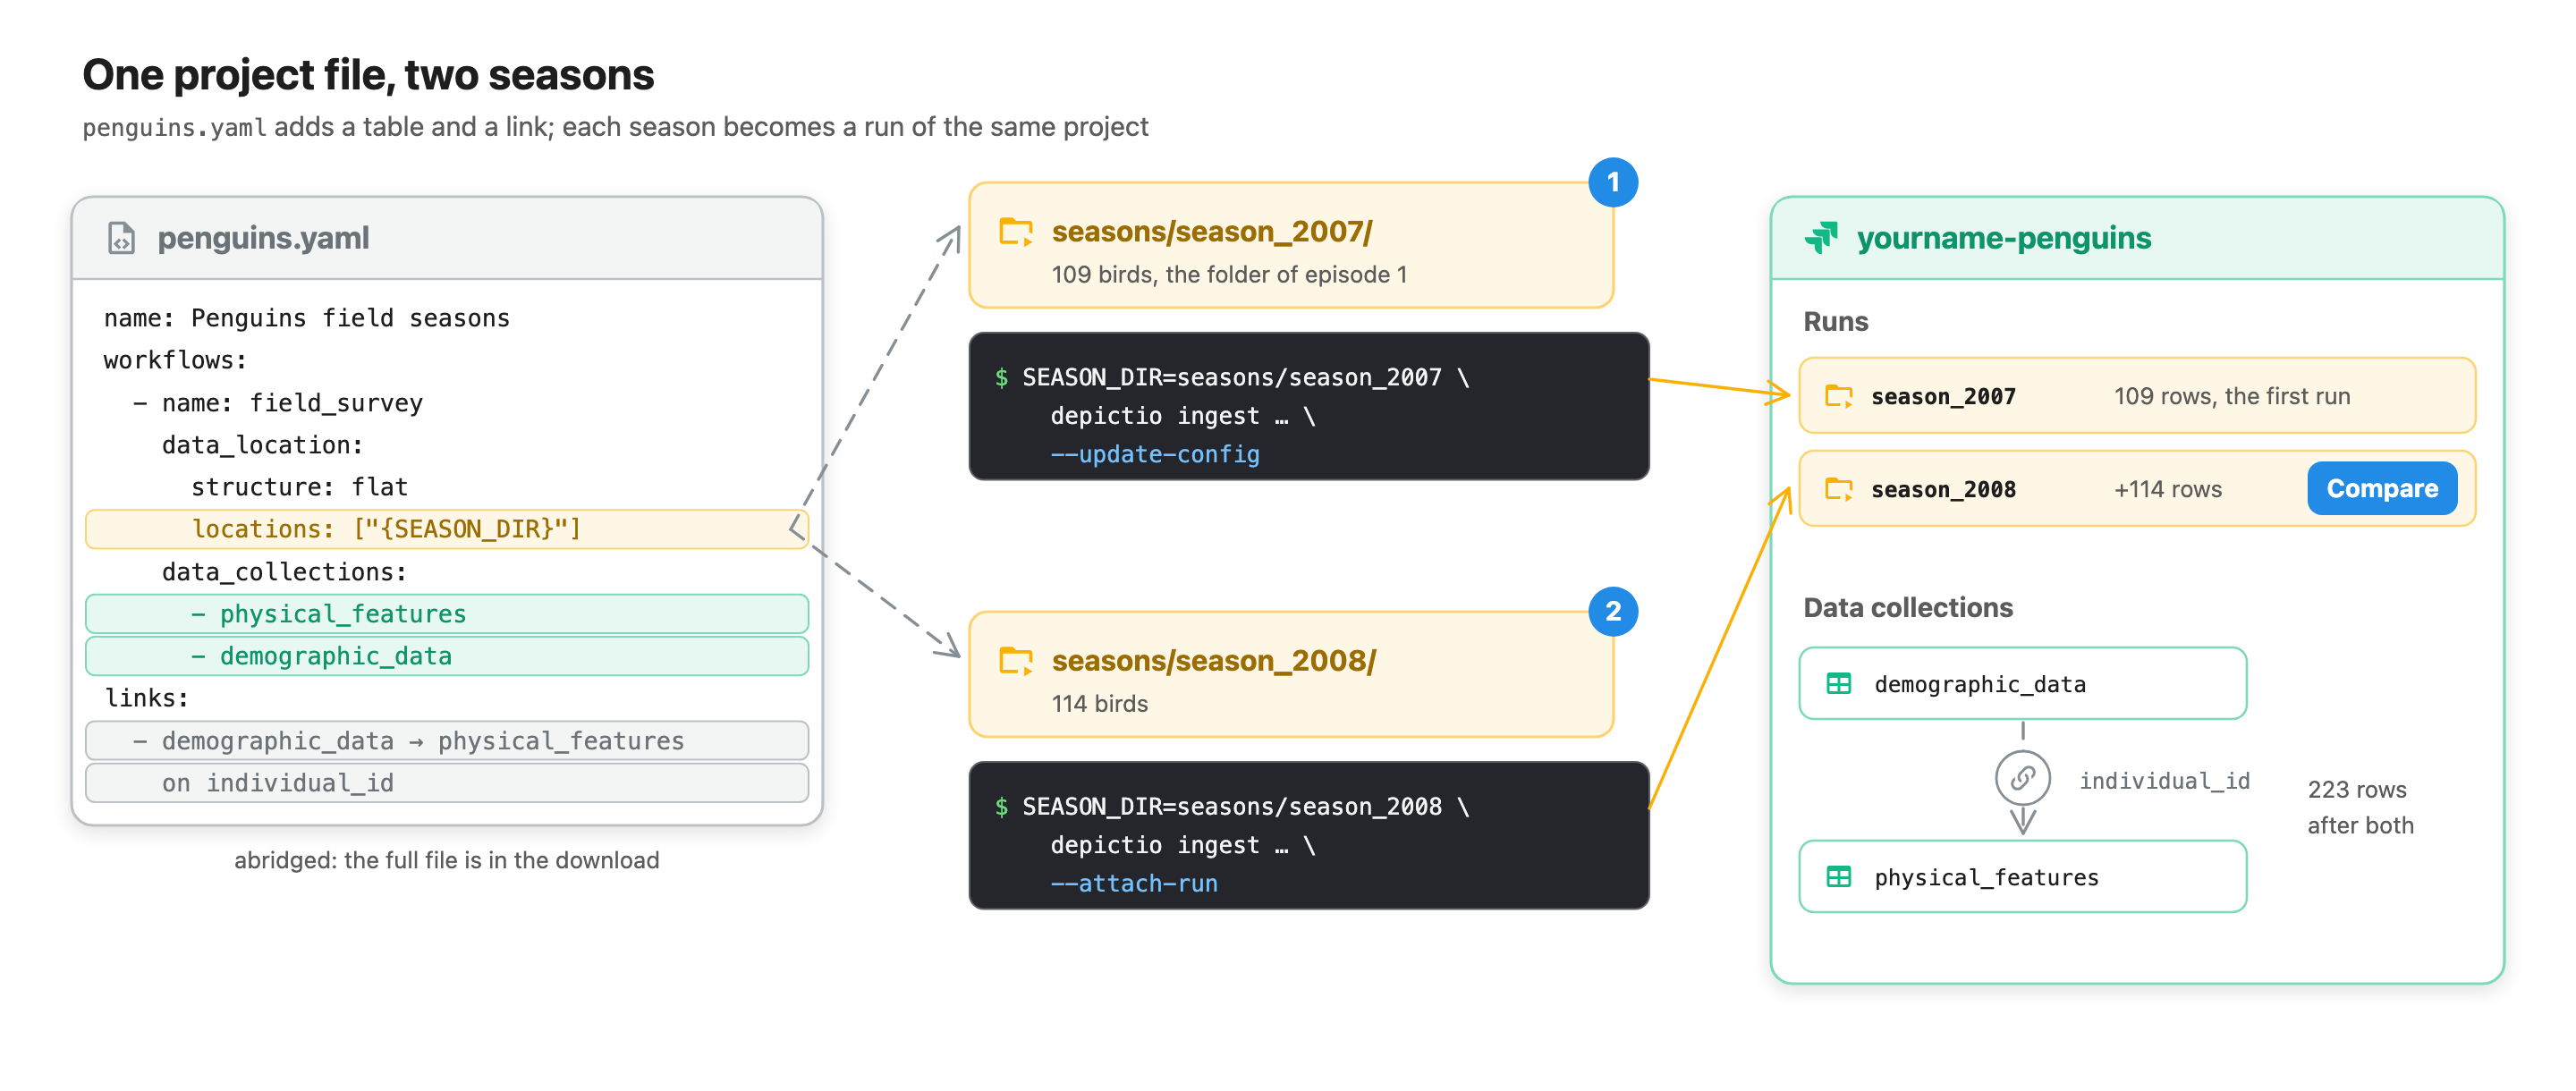 One project file, two seasons
penguins.yaml adds a table and a link; each season becomes a run of the same project
penguins.yaml
name: Penguins field seasons
workflows:
- name: field_survey
data_location:
structure: flat
locations: ["{SEASON_DIR}"]
data_collections:
- physical_features
- demographic_data
links:
- demographic_data → physical_features
on individual_id
abridged: the full file is in the download
1
seasons/season_2007/
109 birds, the folder of episode 1
$ SEASON_DIR=seasons/season_2007 \
depictio ingest … \
--update-config
2
seasons/season_2008/
114 birds
$ SEASON_DIR=seasons/season_2008 \
depictio ingest … \
--attach-run
yourname-penguins
Runs
season_2007 109 rows, the first run
season_2008 +114 rows Compare
Data collections
demographic_data
individual_id
223 rows
after both
physical_features